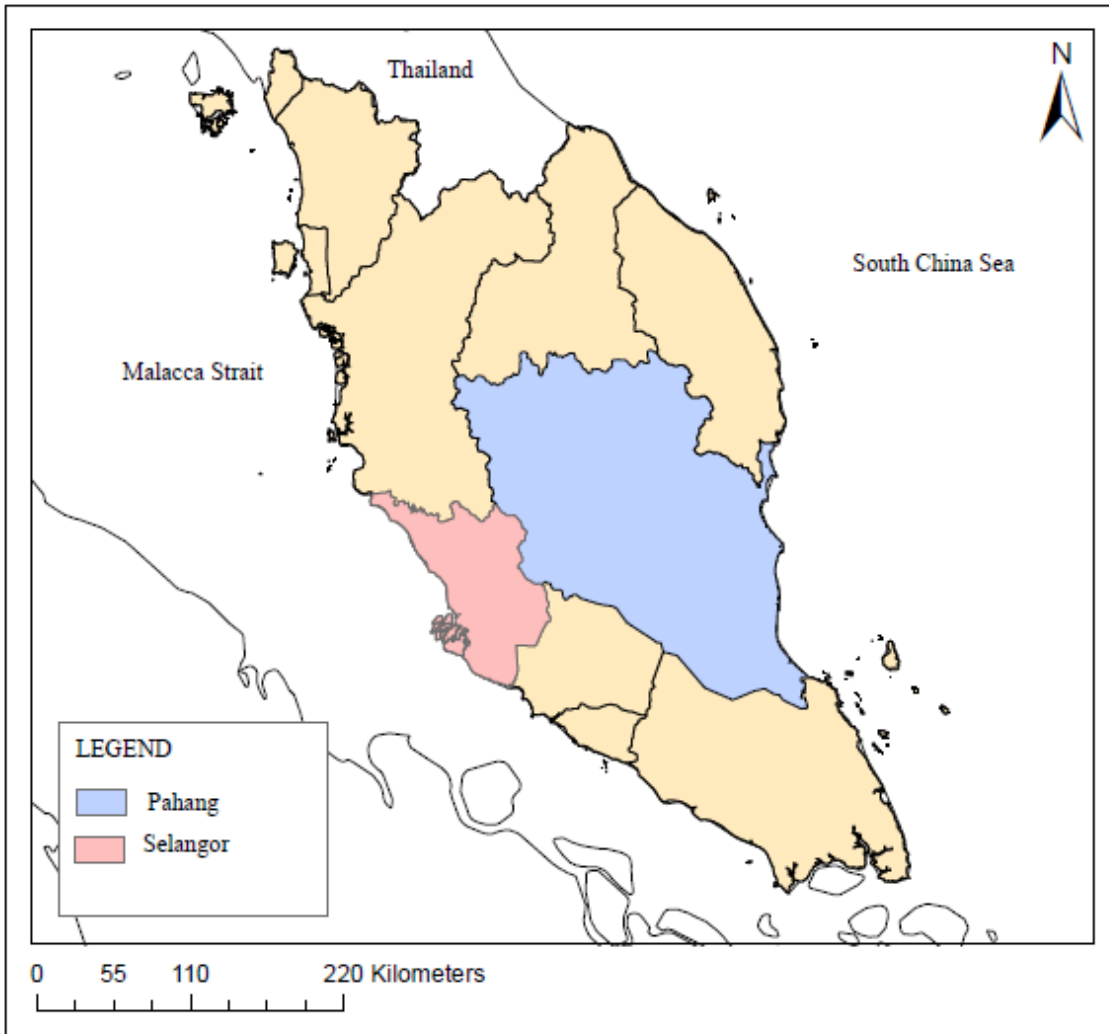 Thailand
N
South China Sea
Malacca Strait
LEGEND
Pahang
Selangor
0 55 110 220 Kilometers